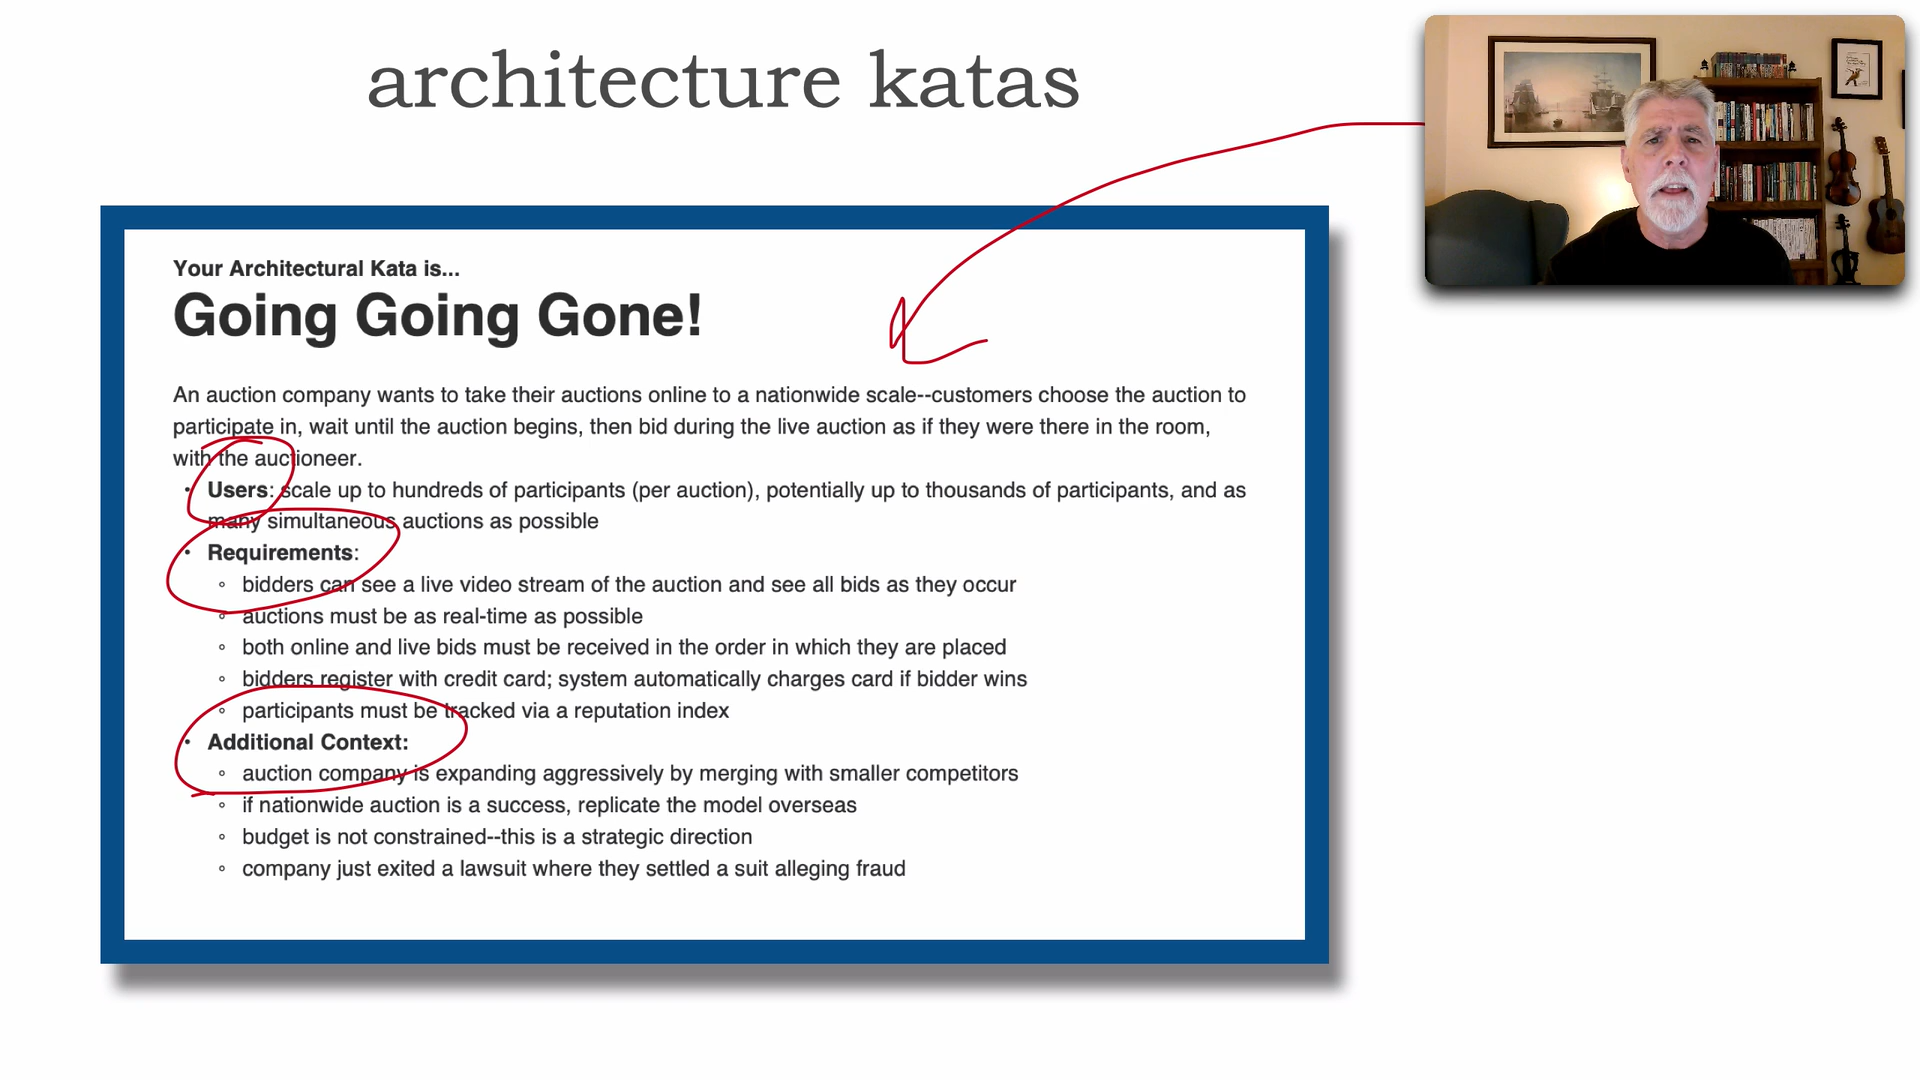 architecture katas
Your Architectural Kata is...
Going Going Gone!
An auction company wants to take their auctions online to a nationwide scale--customers choose the auction to
participate in, wait until the auction begins, then bid during the live auction as if they were there in the room,
with the auctioneer.
• Users: scale up to hundreds of participants (per auction), potentially up to thousands of participants, and as
many simultaneous auctions as possible
• Requirements:
◦ bidders can see a live video stream of the auction and see all bids as they occur
◦ auctions must be as real-time as possible
◦ both online and live bids must be received in the order in which they are placed
◦ bidders register with credit card; system automatically charges card if bidder wins
◦ participants must be tracked via a reputation index
• Additional Context:
◦ auction company is expanding aggressively by merging with smaller competitors
◦ if nationwide auction is a success, replicate the model overseas
◦ budget is not constrained--this is a strategic direction
◦ company just exited a lawsuit where they settled a suit alleging fraud